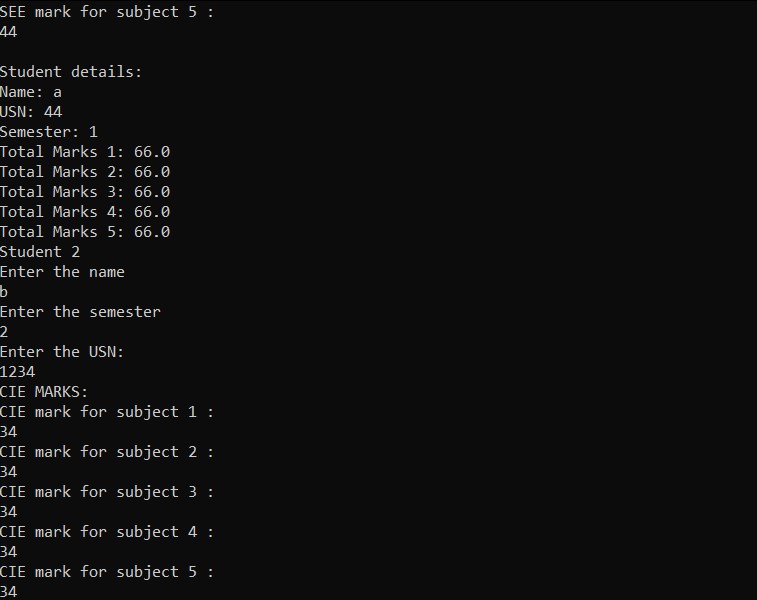 SEE mark for subject 5 :
44
Student details:
Name: a
USN: 44
Semester: 1
Total Marks 1: 66.0
Total Marks 2: 66.0
Total Marks 3: 66.0
Total Marks 4: 66.0
Total Marks 5: 66.0
Student 2
Enter the name
b
Enter the semester
2
Enter the USN:
1234
CIE MARKS:
CIE mark for subject 1 :
34
CIE mark for subject 2 :
34
CIE mark for subject 3 :
34
CIE mark for subject 4 :
34
CIE mark for subject 5 :
34